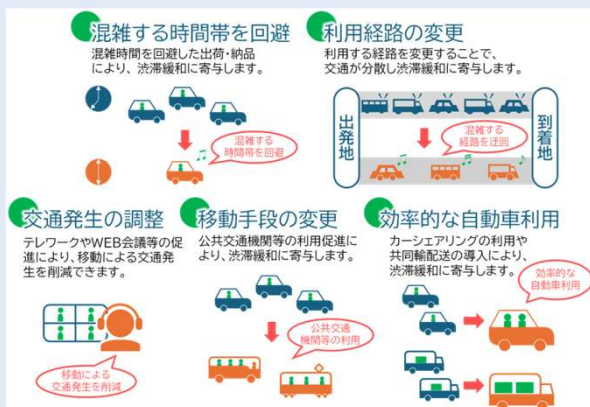 混雑する時間帯を回避
混雑時間を回避した出荷・納品
により、渋滞緩和に寄与します。
混雑する
時間帯を回避
利用経路の変更
利用する経路を変更することで、
交通が分散し渋滞緩和に寄与します。
出発地
到着地
混雑する
経路を迂回
交通発生の調整
テレワークやWEB会議等の促
進により、移動による交通発
生を削減できます。
移動による
交通発生を削減
移動手段の変更
公共交通機関等の利用促進に
より、渋滞緩和に寄与します。
公共交通
機関等の利用
効率的な自動車利用
カーシェアリングの利用や
共同輸配送の導入により、
渋滞緩和に寄与します。
効率的な
自動車利用